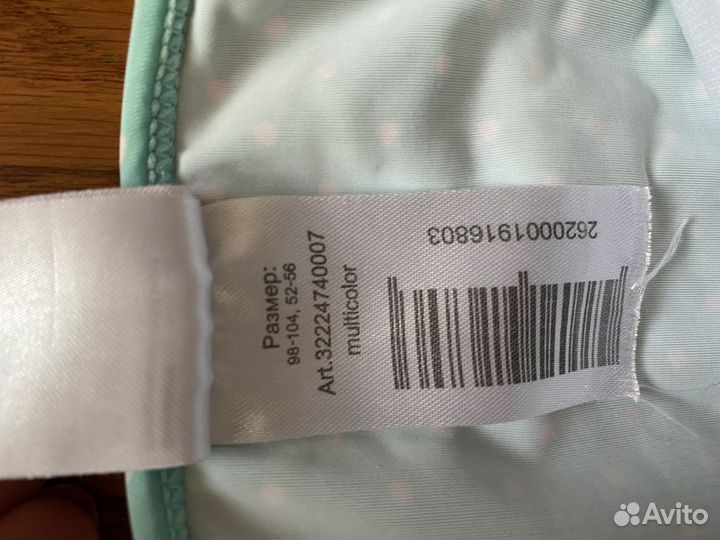 Размер:
98-104, 52-56
Art.32224740007
multicolor
2620001916803
Avito